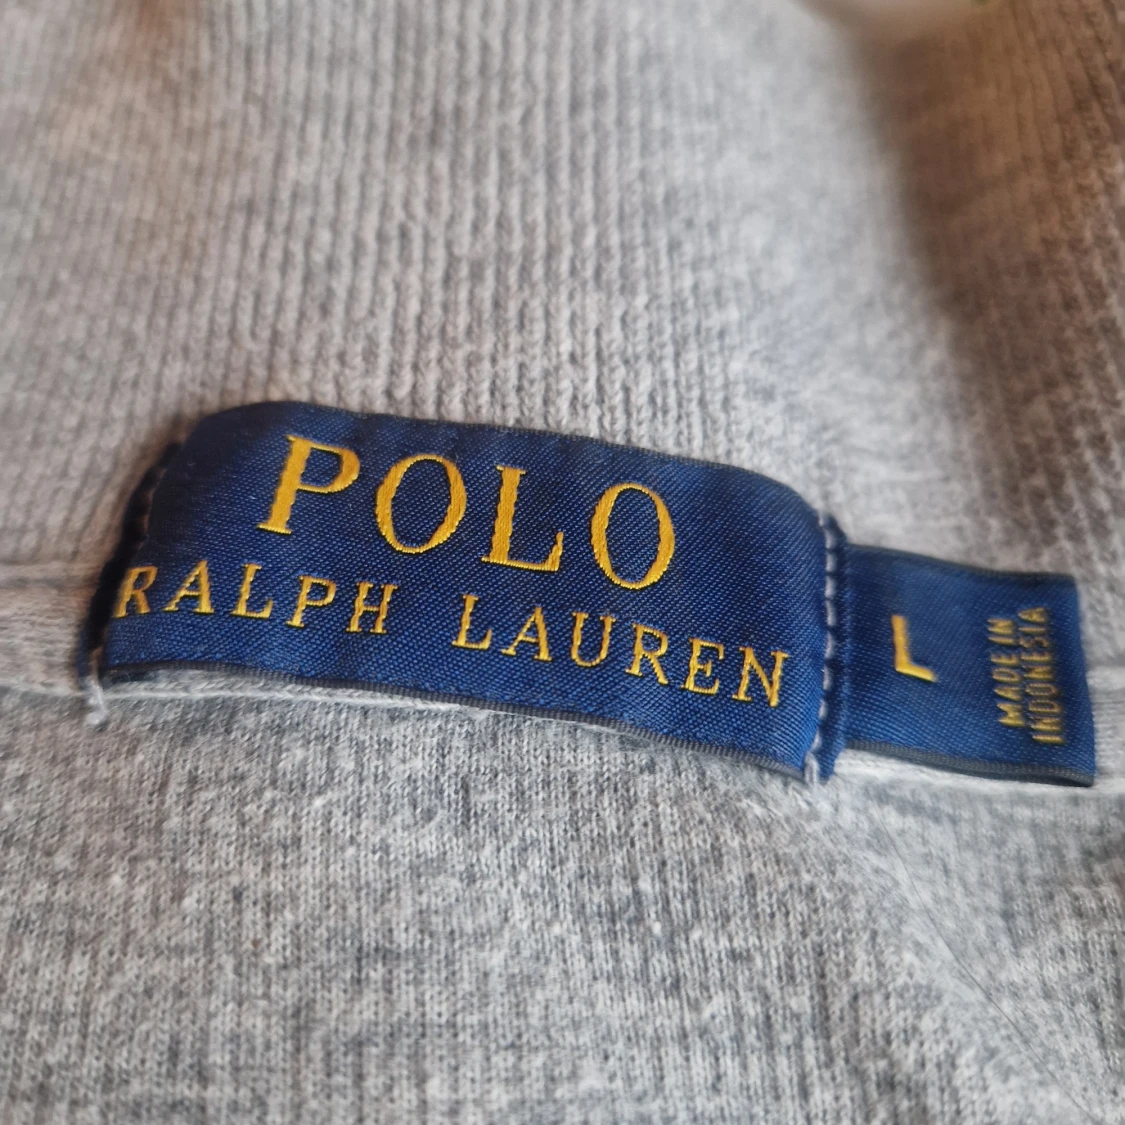 POLO
RALPH LAUREN
L
MADE IN
INDONESIA